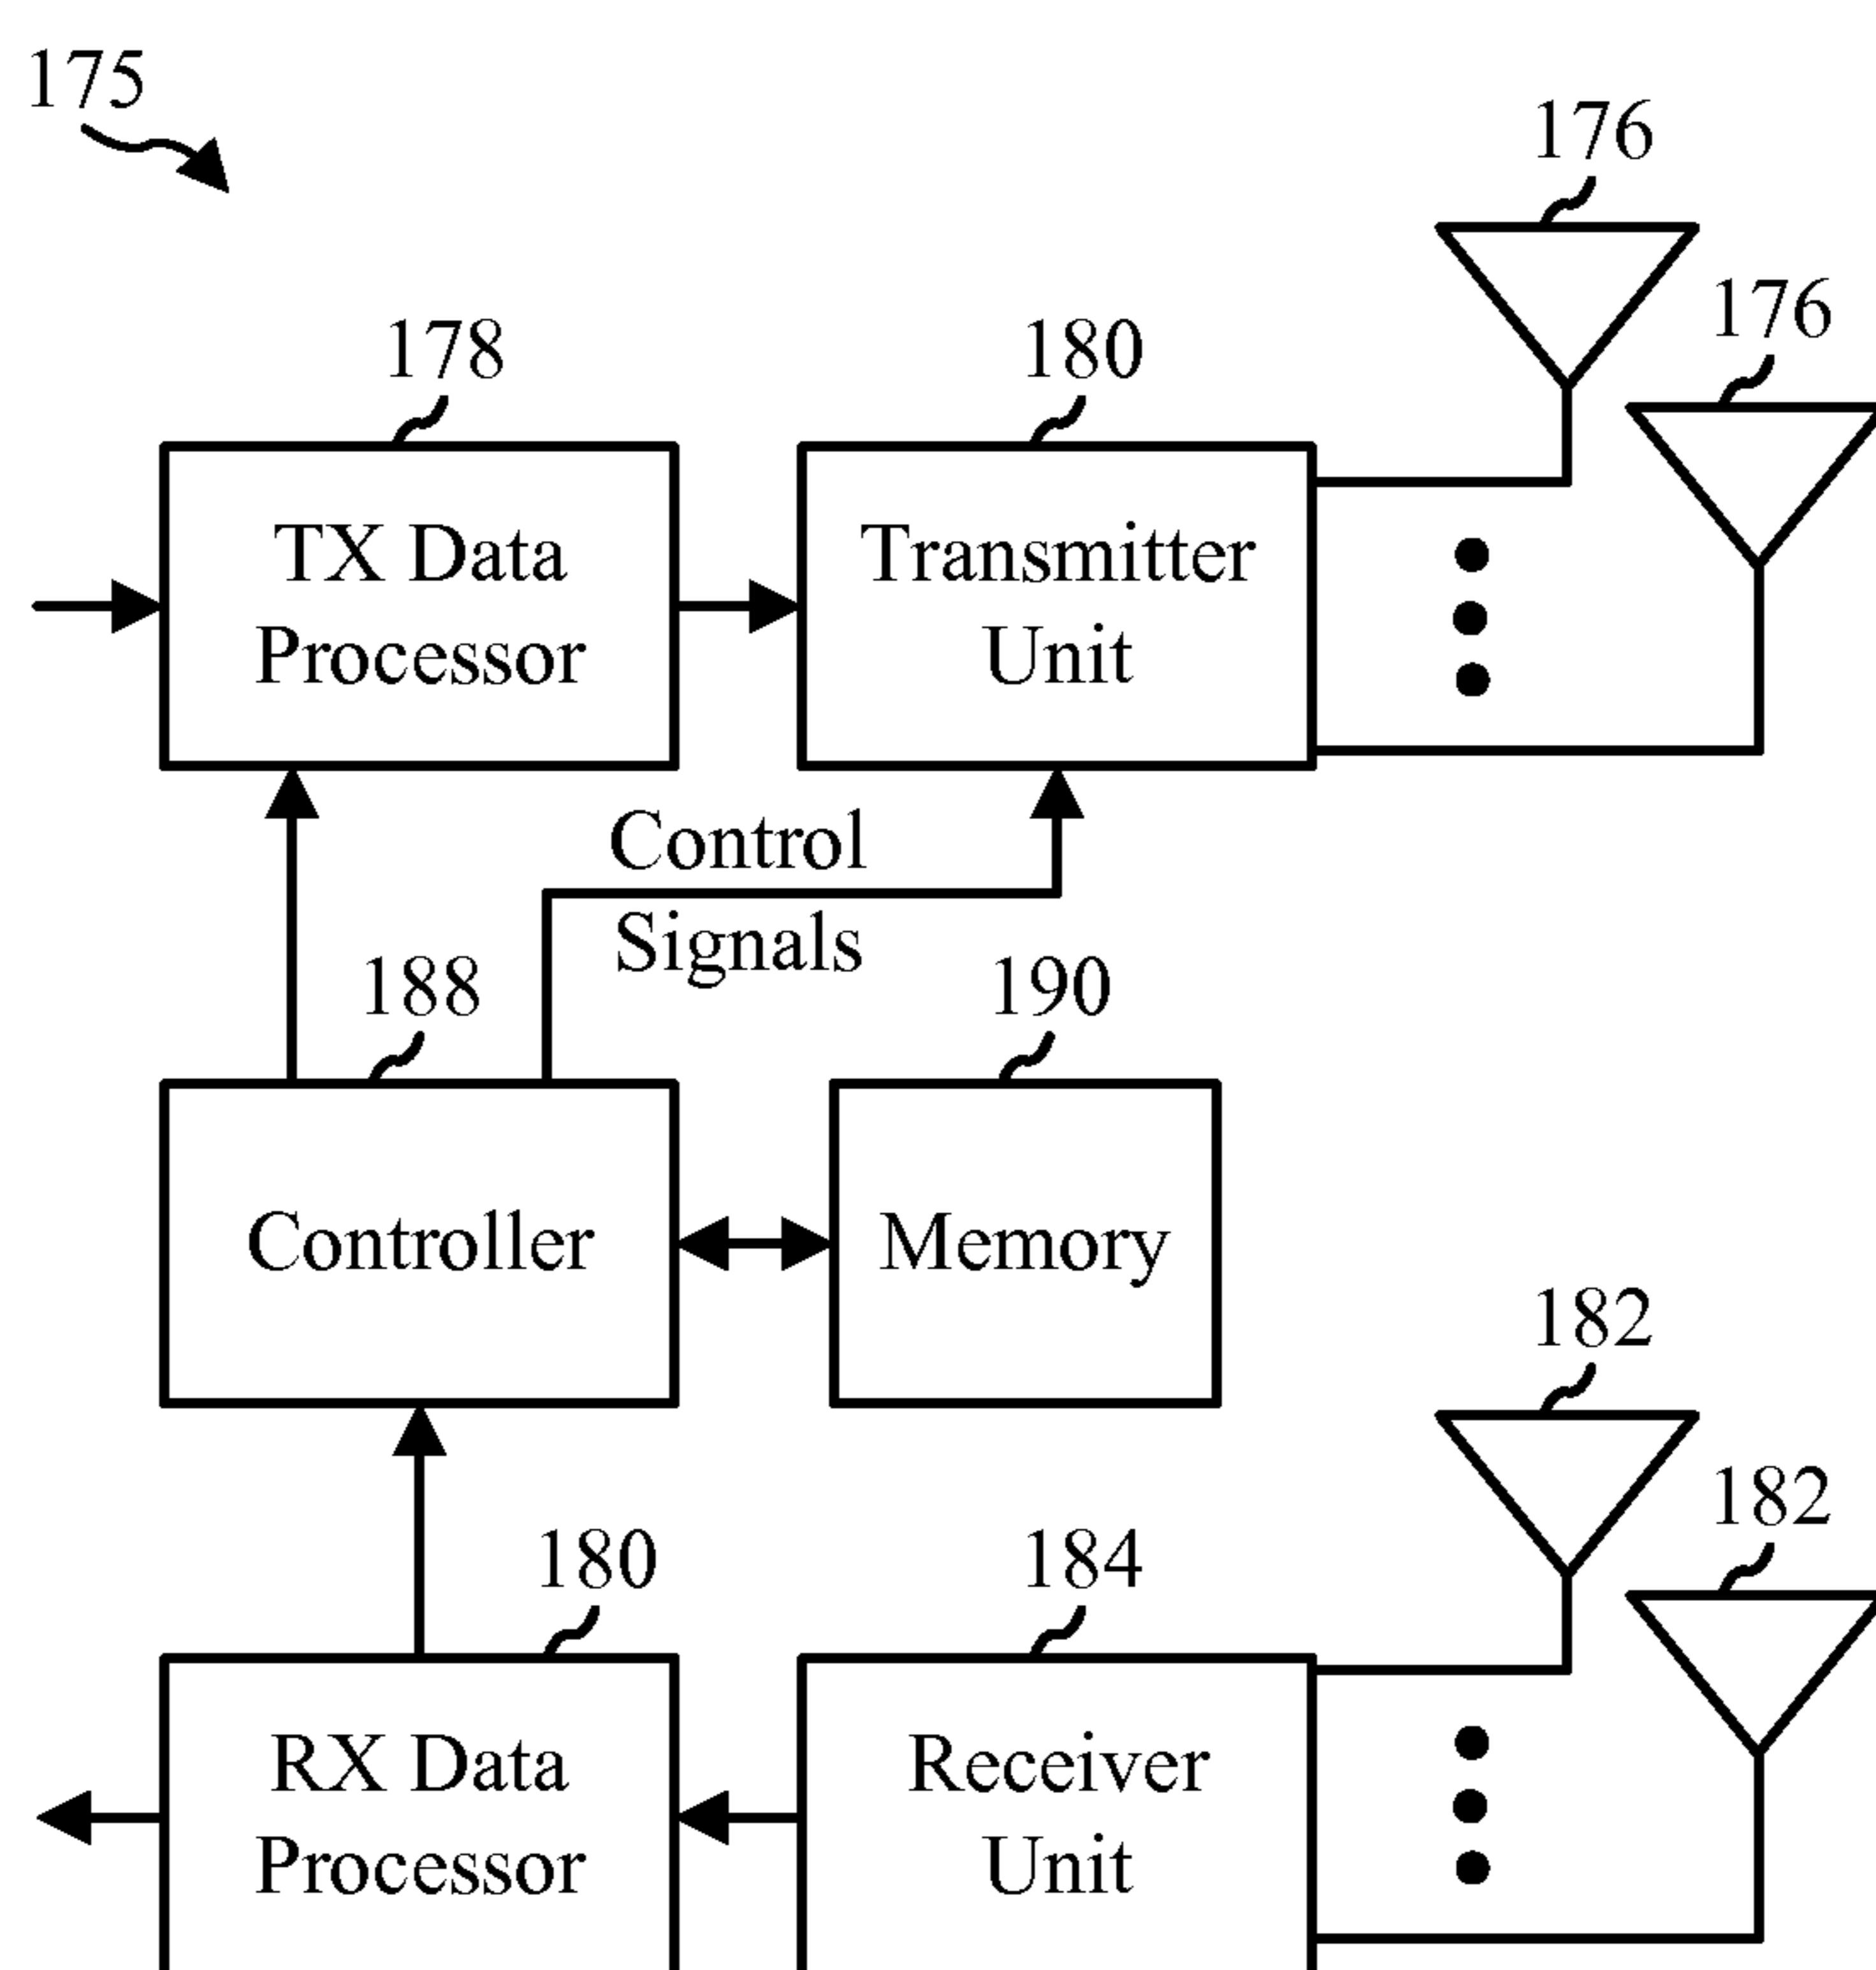 175
176
176
178
180
TX Data
Processor
Transmitter
Unit
Control
Signals
188
190
Controller
Memory
182
182
180
184
RX Data
Processor
Receiver
Unit